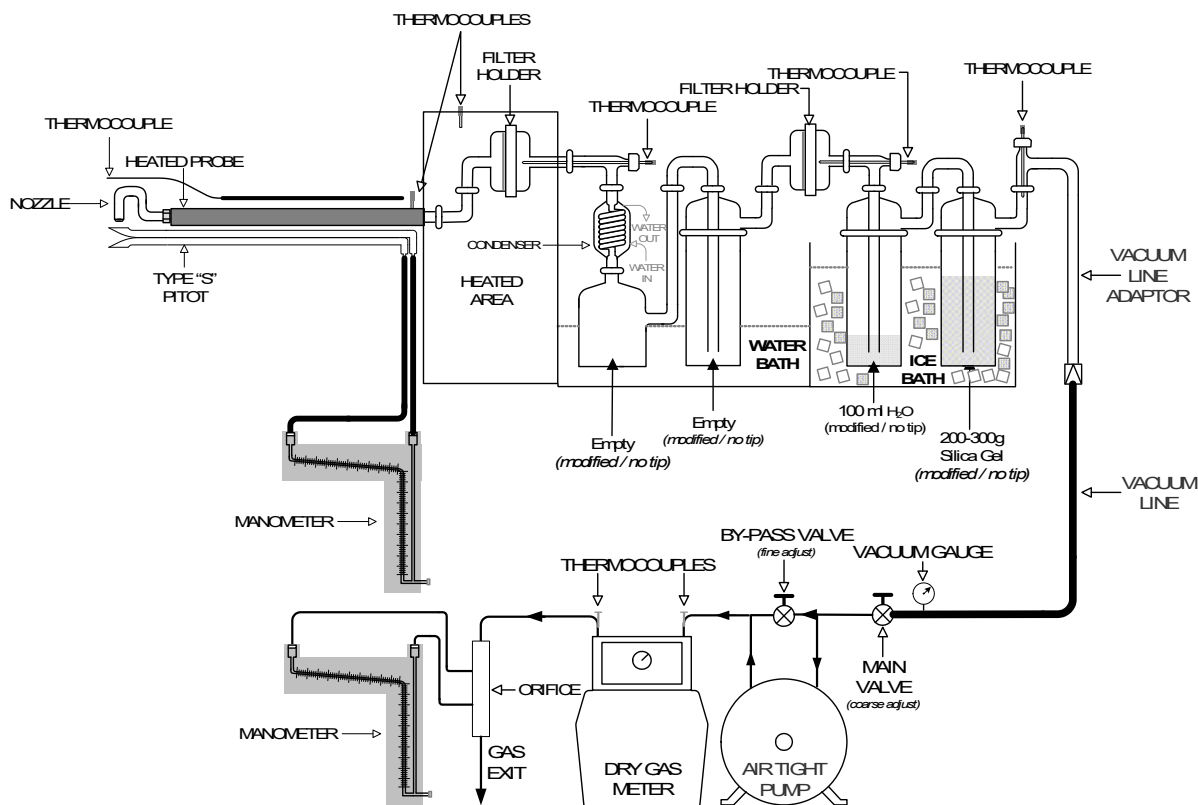 THERMOCOUPLES
FILTER
HOLDER
THERMOCOUPLE
FILTER HOLDER
THERMOCOUPLE
THERMOCOUPLE
THERMOCOUPLE
HEATED PROBE
NOZZLE
TYPE "S"
PITOT
CONDENSER
WATER
OUT
WATER
IN
HEATED
AREA
WATER
BATH
ICE
BATH
VACUUM
LINE
ADAPTOR
Empty
(modified / no tip)
Empty
(modified / no tip)
100 ml H₂O
(modified / no tip)
200-300g
Silica Gel
(modified / no tip)
MANOMETER
VACUUM
LINE
BY-PASS VALVE
(fine adjust)
VACUUM GAUGE
THERMOCOUPLES
MAIN
VALVE
(coarse adjust)
ORIFICE
MANOMETER
GAS
EXIT
DRY GAS
METER
AIR TIGHT
PUMP